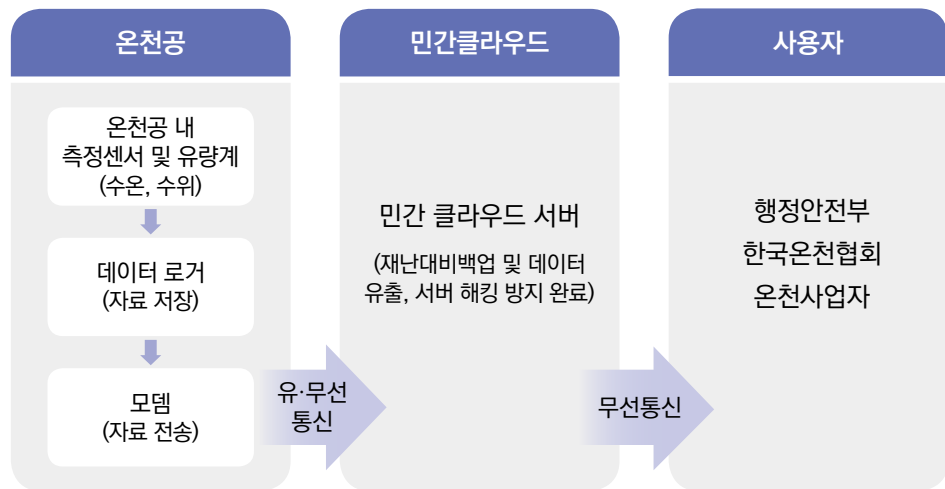 온천공
온천공 내
측정센서 및 유량계
(수온, 수위)
데이터 로거
(자료 저장)
모뎀
(자료 전송)
유·무선
통신
민간클라우드
민간 클라우드 서버
(재난대비백업 및 데이터
유출, 서버 해킹 방지 완료)
무선통신
사용자
행정안전부
한국온천협회
온천사업자